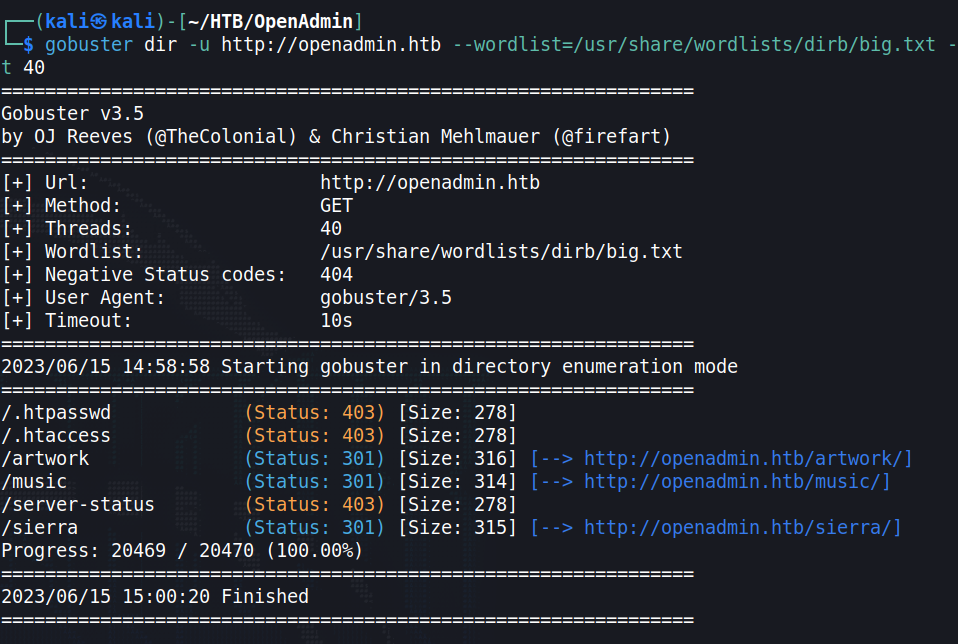 ┌──(kali㉿kali)-[~/HTB/OpenAdmin]
└─$ gobuster dir -u http://openadmin.htb --wordlist=/usr/share/wordlists/dirb/big.txt -
t 40
===============================================================
Gobuster v3.5
by OJ Reeves (@TheColonial) & Christian Mehlmauer (@firefart)
===============================================================
[+] Url:                     http://openadmin.htb
[+] Method:                  GET
[+] Threads:                 40
[+] Wordlist:                /usr/share/wordlists/dirb/big.txt
[+] Negative Status codes:   404
[+] User Agent:              gobuster/3.5
[+] Timeout:                 10s
===============================================================
2023/06/15 14:58:58 Starting gobuster in directory enumeration mode
===============================================================
/.htpasswd            (Status: 403) [Size: 278]
/.htaccess            (Status: 403) [Size: 278]
/artwork              (Status: 301) [Size: 316] [--> http://openadmin.htb/artwork/]
/music                (Status: 301) [Size: 314] [--> http://openadmin.htb/music/]
/server-status        (Status: 403) [Size: 278]
/sierra               (Status: 301) [Size: 315] [--> http://openadmin.htb/sierra/]
Progress: 20469 / 20470 (100.00%)
===============================================================
2023/06/15 15:00:20 Finished
===============================================================